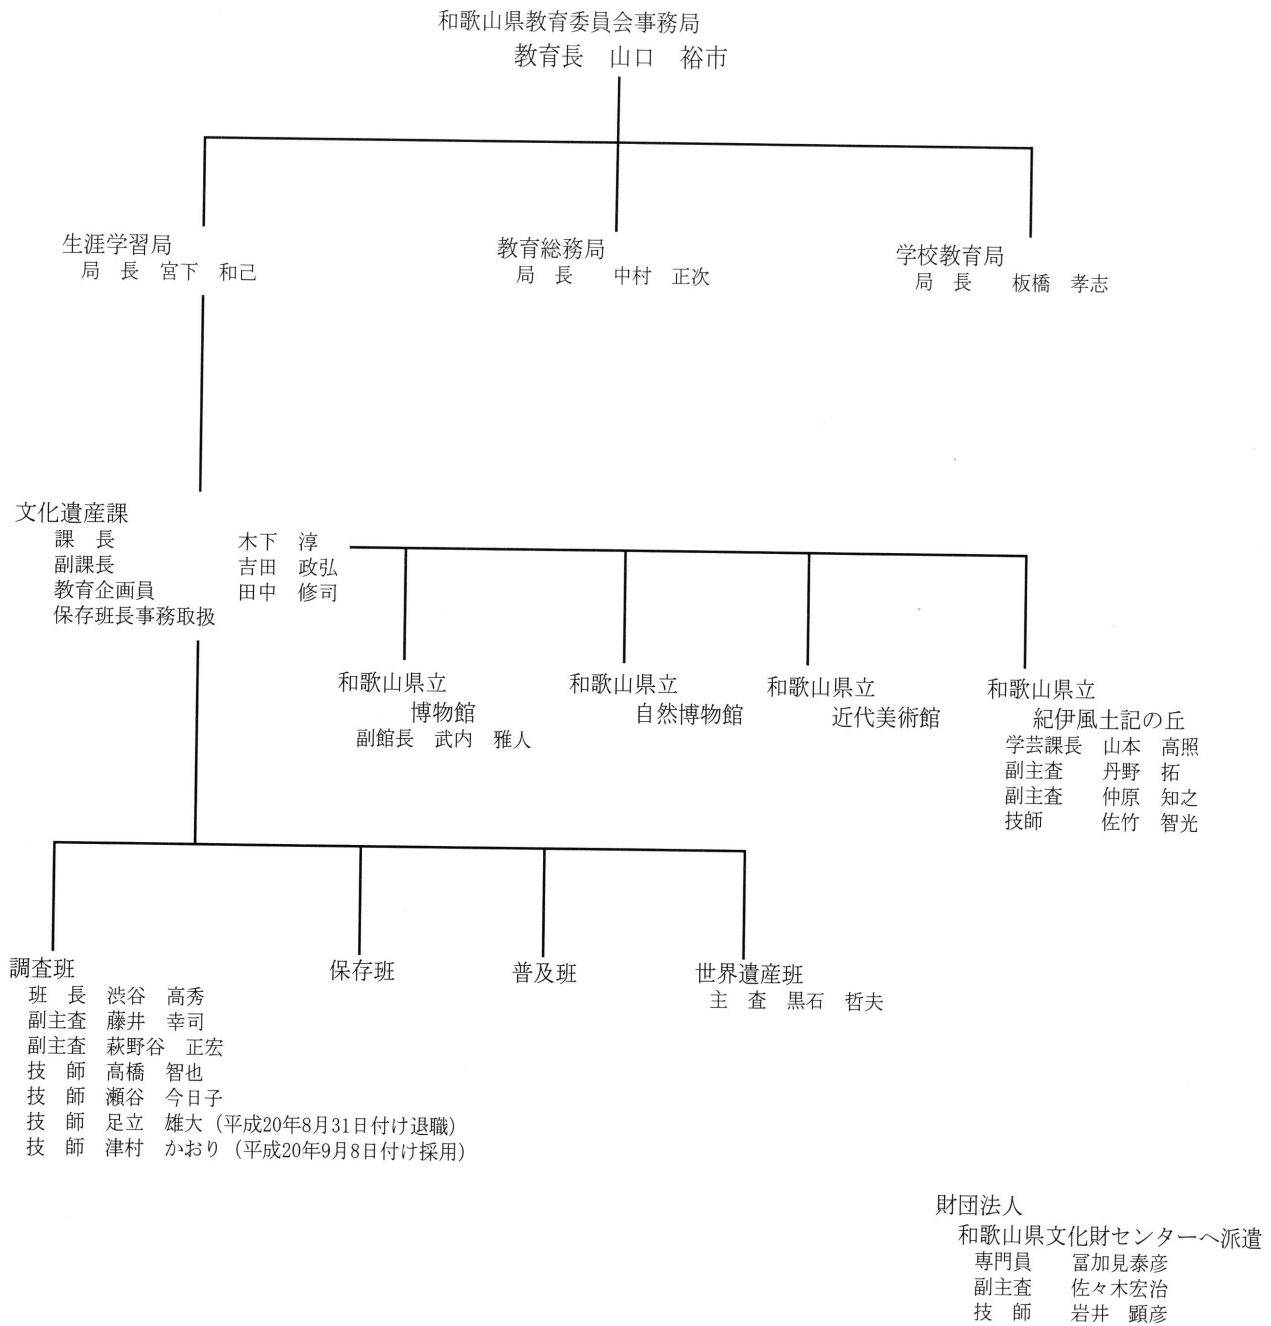 和歌山県教育委員会事務局
教育長　山口　裕市
生涯学習局
局　長　宮下　和己
教育総務局
局　長　　中村　正次
学校教育局
局　長　　板橋　孝志
文化遺産課
課　長　　木下　淳
副課長　　吉田　政弘
教育企画員　　田中　修司
保存班長事務取扱
和歌山県立
博物館
副館長　武内　雅人
和歌山県立
自然博物館
和歌山県立
近代美術館
和歌山県立
紀伊風土記の丘
学芸課長　山本　高照
副主査　　丹野　拓
副主査　　仲原　知之
技師　　　佐竹　智光
調査班
班　長　渋谷　高秀
副主査　藤井　幸司
副主査　萩野谷　正宏
技　師　高橋　智也
技　師　瀬谷　今日子
技　師　足立　雄大（平成20年8月31日付け退職）
技　師　津村　かおり（平成20年9月8日付け採用）
保存班
普及班
世界遺産班
主　査　黒石　哲夫
財団法人
和歌山県文化財センターへ派遣
専門員　　冨加見泰彦
副主査　　佐々木宏治
技　師　　岩井　顕彦